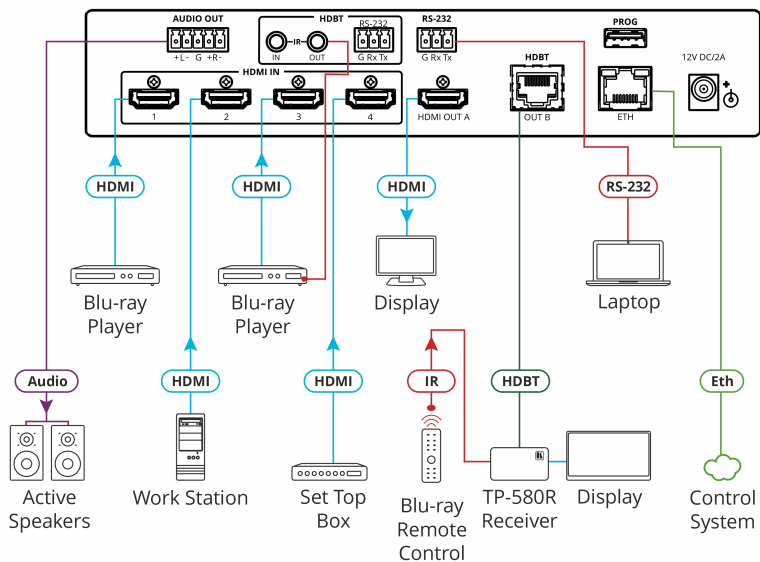 AUDIO OUT
HDBT
RS-232
RS-232
PROG
IR
IN
OUT
+L- G +R-
G Rx Tx
G Rx Tx
HDBT
12V DC/2A
HDMI IN
1
2
3
4
HDMI OUT A
OUT B
ETH
+
HDMI
HDMI
HDMI
RS-232
Blu-ray
Player
Blu-ray
Player
Display
Laptop
Audio
HDMI
HDMI
IR
HDBT
Eth
Active
Speakers
Work Station
Set Top
Box
Blu-ray
Remote
Control
TP-580R
Receiver
Display
Control
System